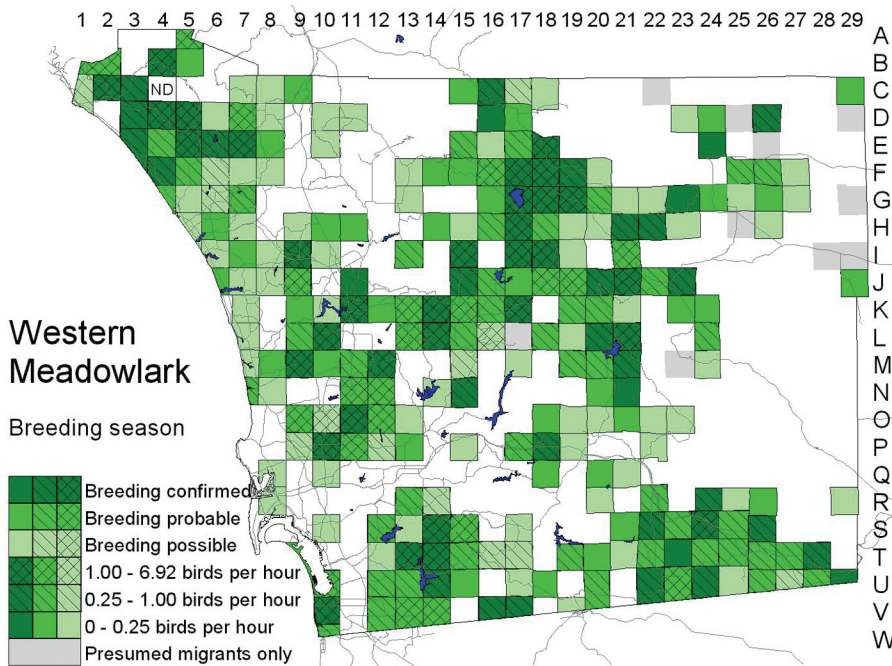 1 2 3 4 5 6 7 8 9 10 11 12 13 14 15 16 17 18 19 20 21 22 23 24 25 26 27 28 29
A
B
C
ND
D
E
F
G
H
I
J
K
L
M
N
O
P
Q
R
S
T
U
V
W
Western
Meadowlark
Breeding season
Breeding confirmed
Breeding probable
Breeding possible
1.00 - 6.92 birds per hour
0.25 - 1.00 birds per hour
0 - 0.25 birds per hour
Presumed migrants only